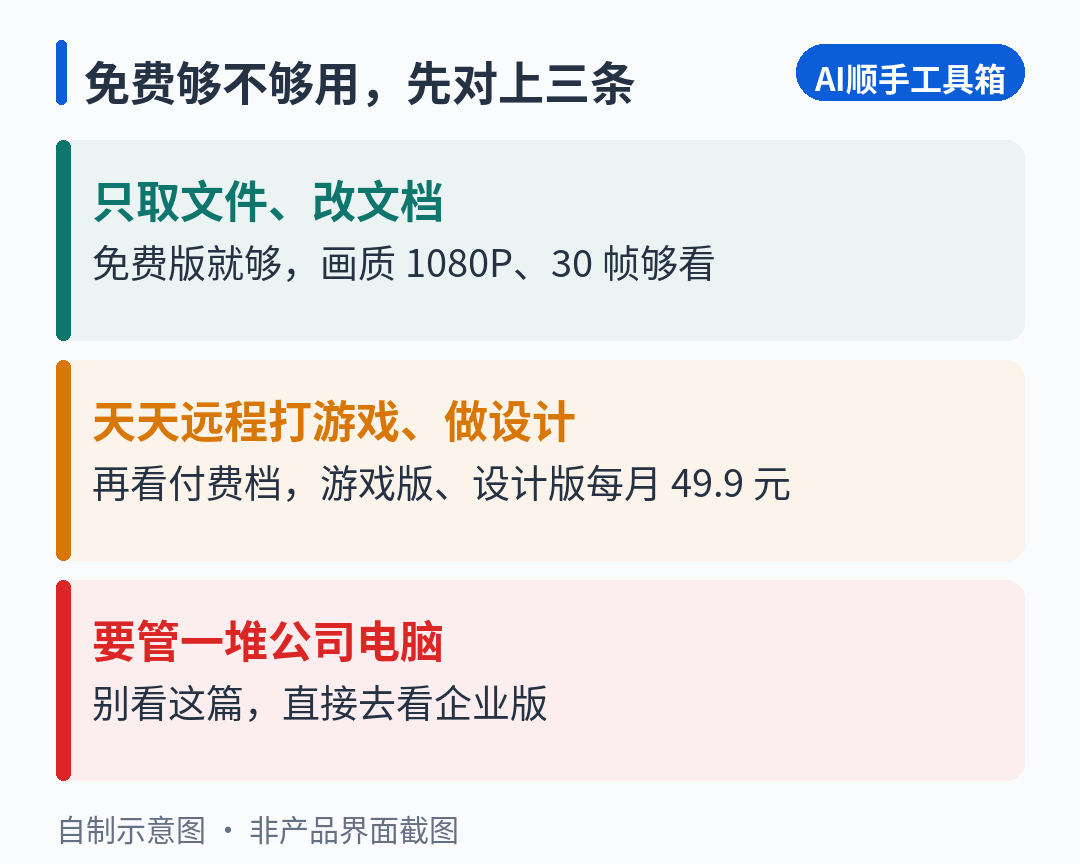 免费够不够用，先对上三条
AI顺手工具箱
只取文件、改文档
免费版就够，画质 1080P、30 帧够看
天天远程打游戏、做设计
再看付费档，游戏版、设计版每月 49.9 元
要管一堆公司电脑
别看这篇，直接去看企业版
自制示意图 · 非产品界面截图